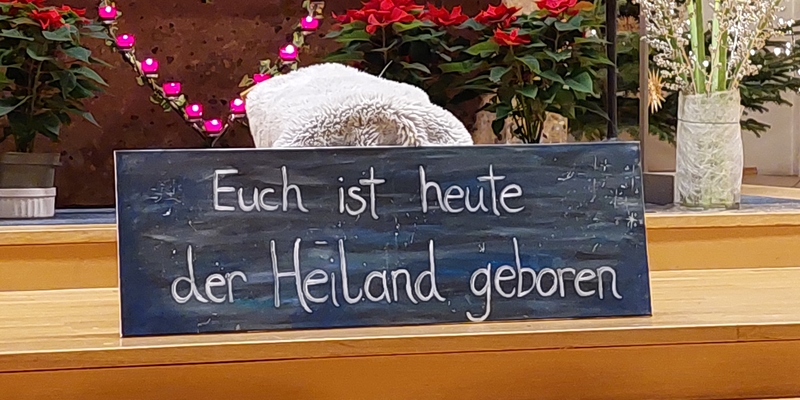 Euch ist heute
der Heiland geboren